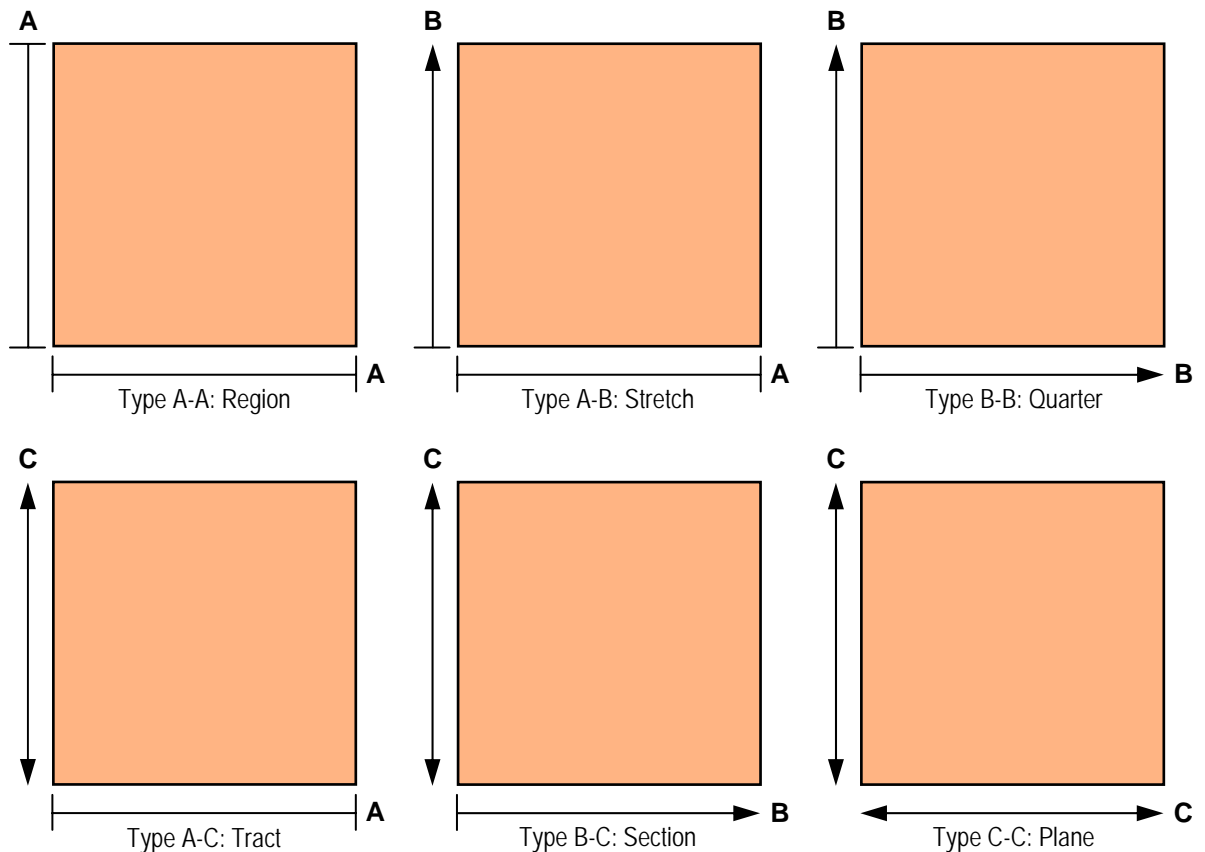 A B B
A A B
Type A-A: Region Type A-B: Stretch Type B-B: Quarter
C C C
A B C
Type A-C: Tract Type B-C: Section Type C-C: Plane